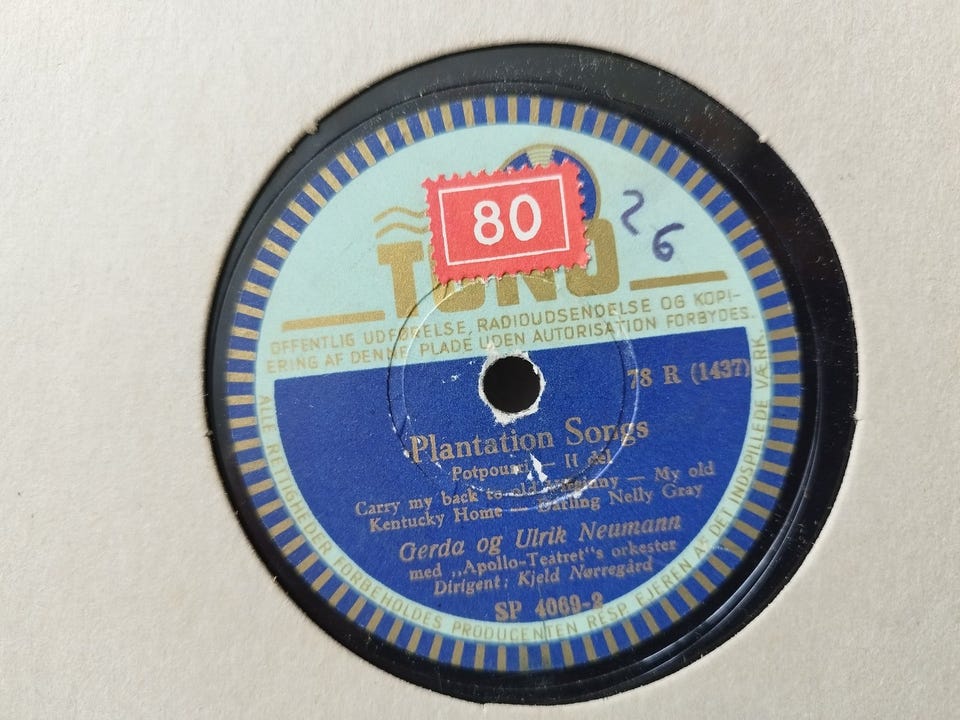 80
26
TONO
OFFENTLIG UDFØRELSE, RADIOUDSENDELSE OG KOPI-
ERING AF DENNE PLADE UDEN AUTORISATION FORBYDES.
78 R (1437)
Plantation Songs
Potpourri — II del
Carry my back to old Virginny — My old
Kentucky Home — Darling Nelly Gray
Gerda og Ulrik Neumann
med „Apollo-Teatret"s orkester
Dirigent: Kjeld Nørregård
SP 4069-2
ALLE RETTIGHEDER FORBEHOLDES PRODUCENTEN RESP. EJEREN AF DET INDSPILLEDE VÆRK.